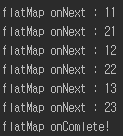 flatMap onNext : 11
flatMap onNext : 21
flatMap onNext : 12
flatMap onNext : 22
flatMap onNext : 13
flatMap onNext : 23
flatMap onComlete!